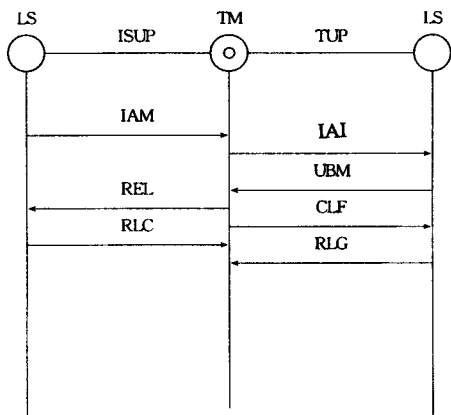 LS TM LS
ISUP TUP
IAM
IAI
UBM
REL
CLF
RLC
RLG